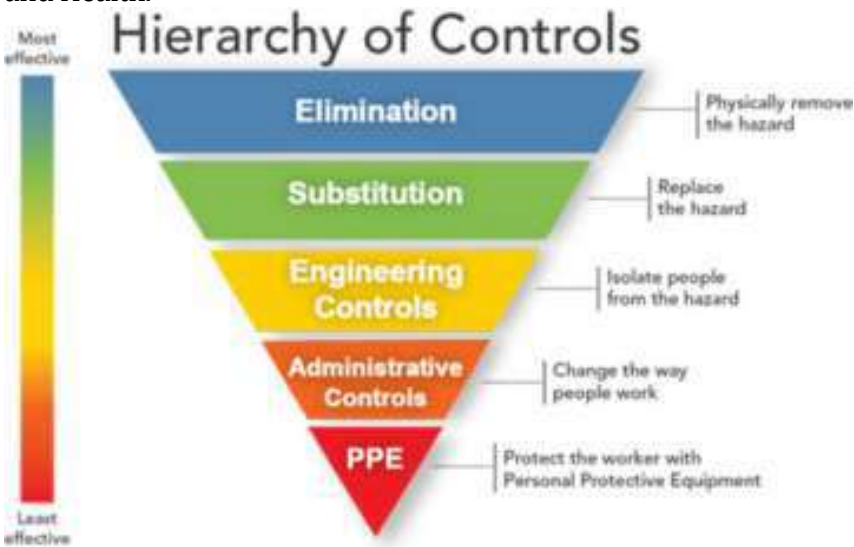 and Health.
Hierarchy of Controls
Most
effective
Elimination
Physically remove
the hazard
Substitution
Replace
the hazard
Engineering
Controls
Isolate people
from the hazard
Administrative
Controls
Change the way
people work
PPE
Protect the worker with
Personal Protective Equipment
Least
effective